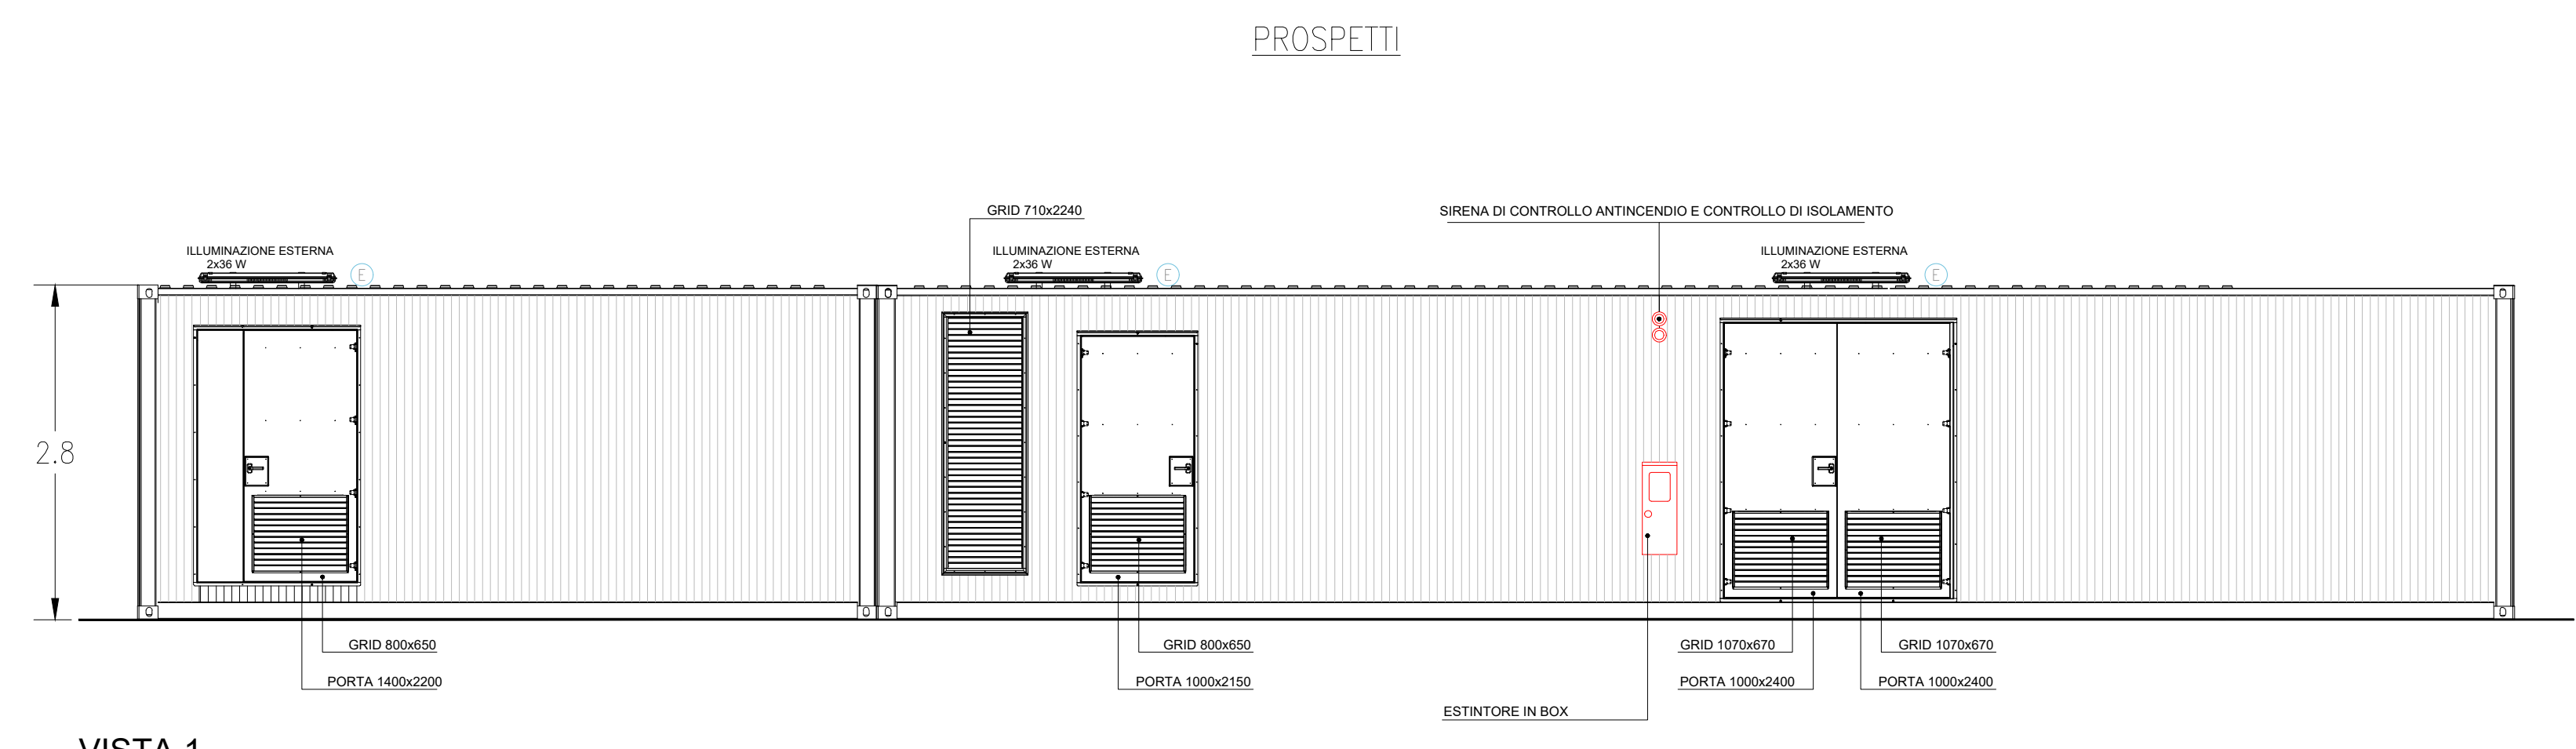 PROSPETTI
GRID 710x2240
SIRENA DI CONTROLLO ANTINCENDIO E CONTROLLO DI ISOLAMENTO
ILLUMINAZIONE ESTERNA
2x36 W
E
ILLUMINAZIONE ESTERNA
2x36 W
E
ILLUMINAZIONE ESTERNA
2x36 W
E
2.8
GRID 800x650
PORTA 1400x2200
GRID 800x650
PORTA 1000x2150
GRID 1070x670
PORTA 1000x2400
GRID 1070x670
PORTA 1000x2400
ESTINTORE IN BOX
VISTA 1